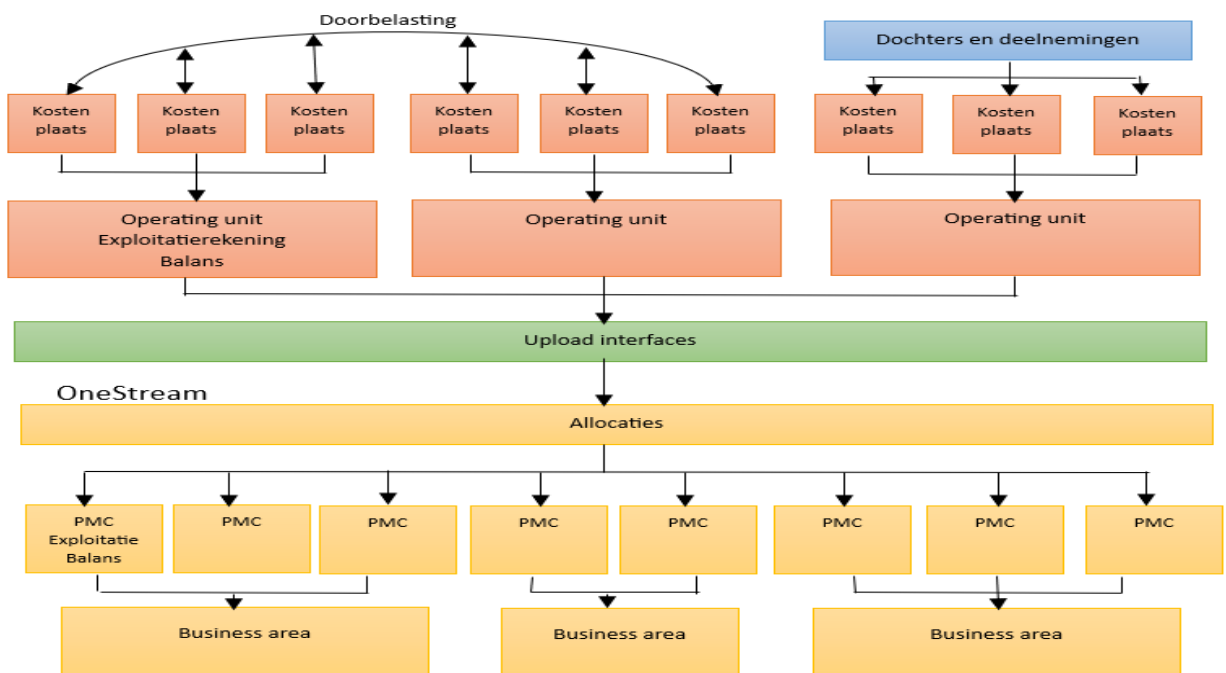 Doorbelasting
Dochters en deelnemingen
Kosten
plaats
Kosten
plaats
Kosten
plaats
Kosten
plaats
Kosten
plaats
Kosten
plaats
Kosten
plaats
Kosten
plaats
Kosten
plaats
Operating unit
Exploitatierekening
Balans
Operating unit
Operating unit
Upload interfaces
OneStream
Allocaties
PMC
Exploitatie
Balans
PMC
PMC
PMC
PMC
PMC
PMC
PMC
Business area
Business area
Business area